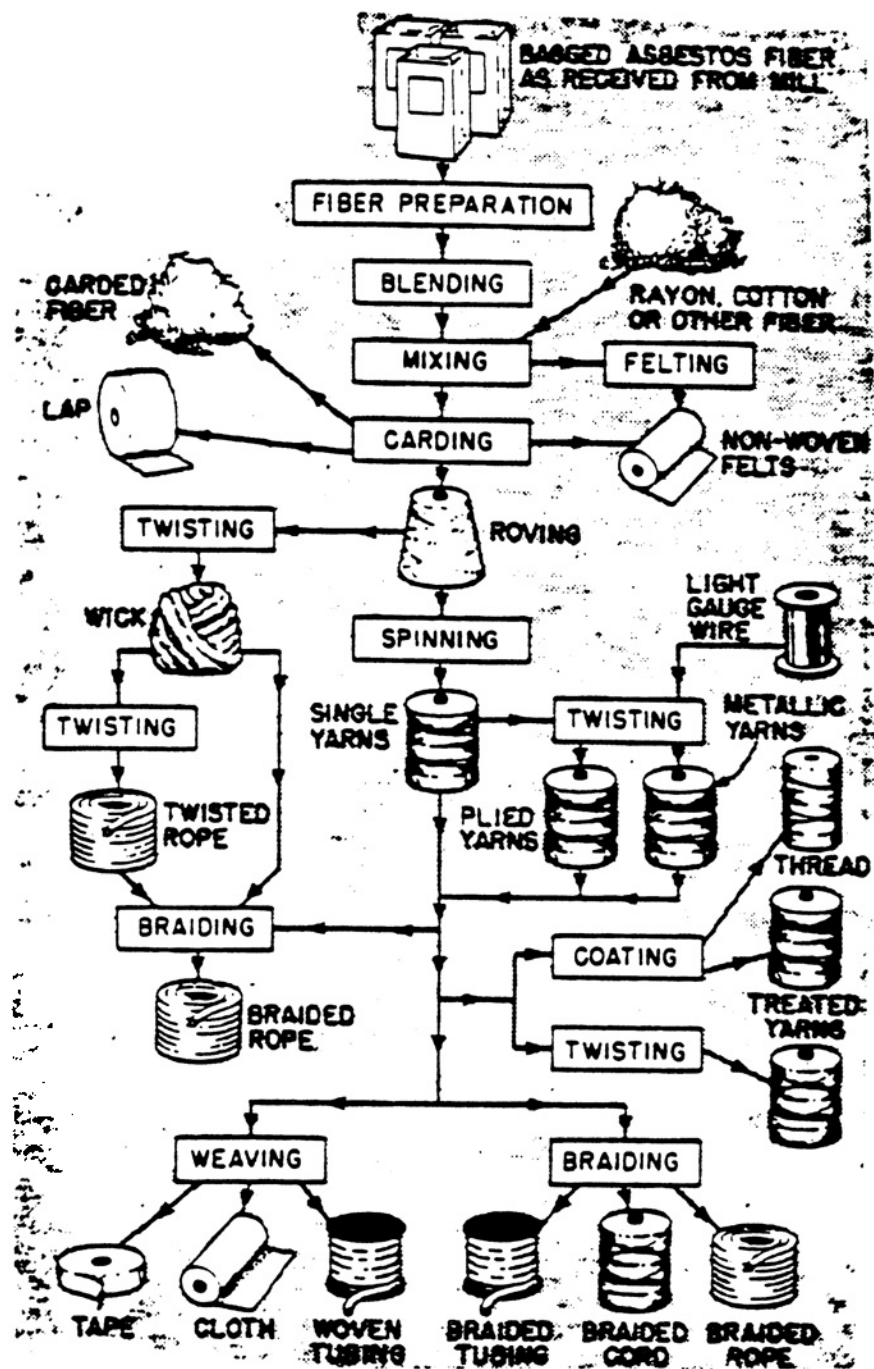 BAGGED ASBESTOS FIBER
AS RECEIVED FROM MILL
FIBER PREPARATION
BLENDING
RAYON, COTTON
OR OTHER FIBER
CARDED
FIBER
MIXING
FELTING
LAP
CARDING
NON-WOVEN
FELTS
TWISTING
ROVING
WICK
LIGHT
GAUGE
WIRE
SPINNING
TWISTING
SINGLE
YARNS
TWISTING
METALLIC
YARNS
TWISTED
ROPE
PLIED
YARNS
THREAD
BRAIDING
COATING
BRAIDED
ROPE
TREATED
YARNS
TWISTING
WEAVING
BRAIDING
TAPE
CLOTH
WOVEN
TUBING
BRAIDED
TUBING
BRAIDED
CORD
BRAIDED
ROPE